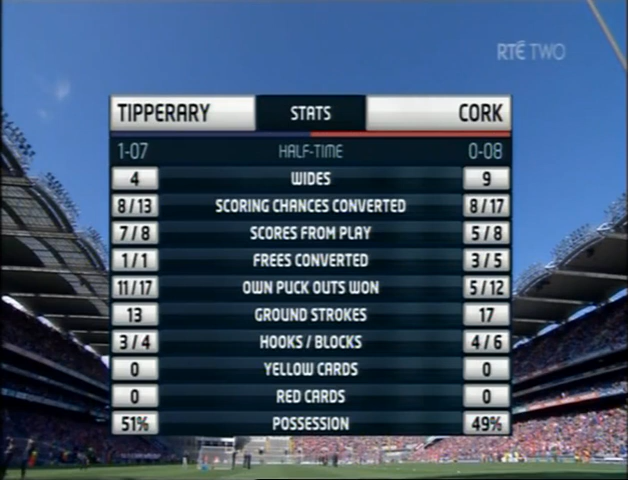 RTÉ TWO
TIPPERARY STATS CORK
1-07 HALF-TIME 0-08
4 WIDES 9
8/13 SCORING CHANCES CONVERTED 8/17
7/8 SCORES FROM PLAY 5/8
1/1 FREES CONVERTED 3/5
11/17 OWN PUCK OUTS WON 5/12
13 GROUND STROKES 17
3/4 HOOKS / BLOCKS 4/6
0 YELLOW CARDS 0
0 RED CARDS 0
51% POSSESSION 49%